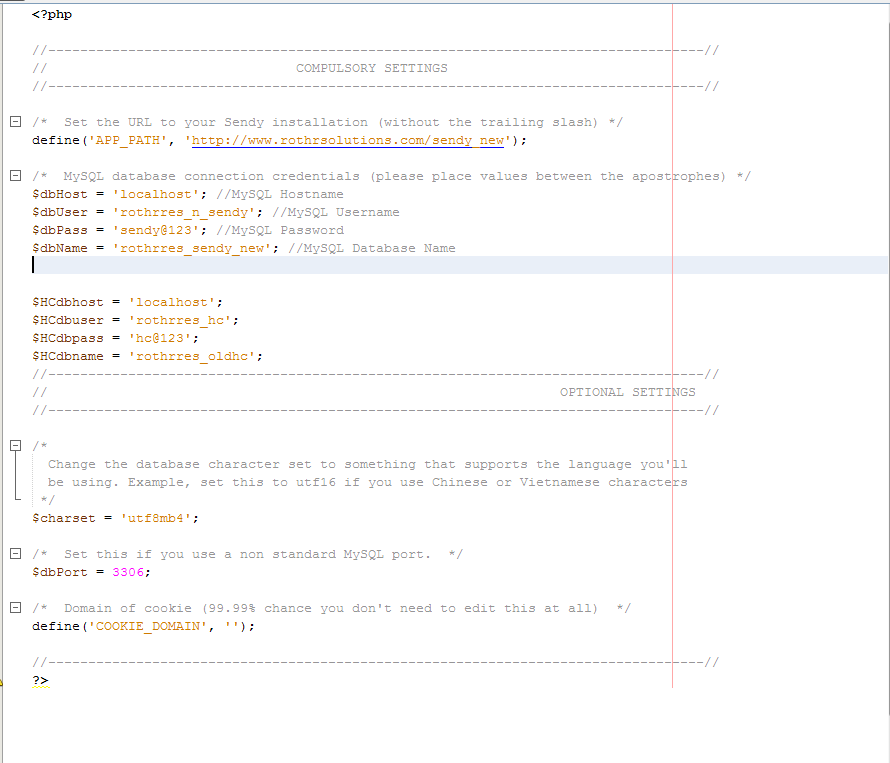 <?php
//----------------------------------------------------------------------------------//
// COMPULSORY SETTINGS
//----------------------------------------------------------------------------------//
/*  Set the URL to your Sendy installation (without the trailing slash) */
define('APP_PATH', 'http://www.rothrsolutions.com/sendy_new');
/*  MySQL database connection credentials (please place values between the apostrophes) */
$dbHost = 'localhost'; //MySQL Hostname
$dbUser = 'rothrres_n_sendy'; //MySQL Username
$dbPass = 'sendy@123'; //MySQL Password
$dbName = 'rothrres_sendy_new'; //MySQL Database Name
$HCdbhost = 'localhost';
$HCdbuser = 'rothrres_hc';
$HCdbpass = 'hc@123';
$HCdbname = 'rothrres_oldhc';
//----------------------------------------------------------------------------------//
// OPTIONAL SETTINGS
//----------------------------------------------------------------------------------//
/*
Change the database character set to something that supports the language you'll
be using. Example, set this to utf16 if you use Chinese or Vietnamese characters
*/
$charset = 'utf8mb4';
/*  Set this if you use a non standard MySQL port.  */
$dbPort = 3306;
/*  Domain of cookie (99.99% chance you don't need to edit this at all)  */
define('COOKIE_DOMAIN', '');
//----------------------------------------------------------------------------------//
?>